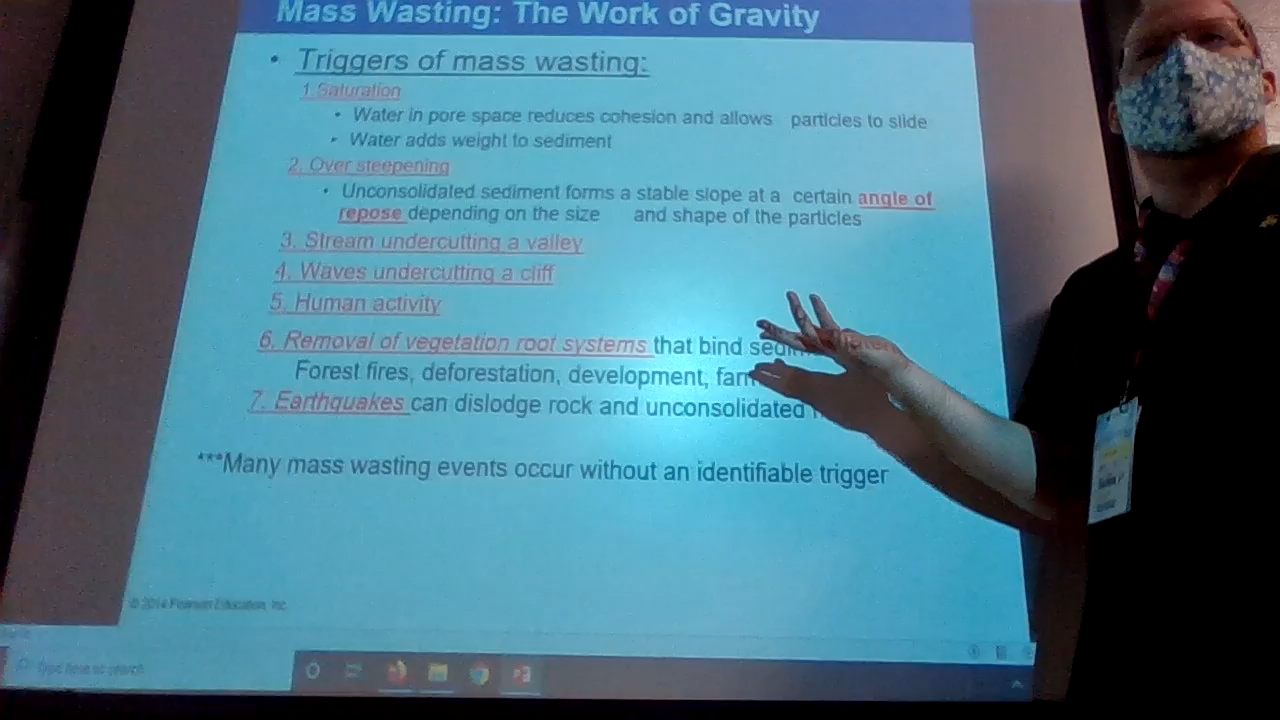 Mass Wasting: The Work of Gravity
• Triggers of mass wasting:
1.Saturation
• Water in pore space reduces cohesion and allows particles to slide
• Water adds weight to sediment
2. Over steepening
• Unconsolidated sediment forms a stable slope at a certain angle of
repose depending on the size and shape of the particles
3. Stream undercutting a valley
4. Waves undercutting a cliff
5. Human activity
6. Removal of vegetation root systems that bind
Forest fires, deforestation, development,
7. Earthquakes can dislodge rock and unconsolidated
***Many mass wasting events occur without an identifiable trigger
© 2014 Pearson Education, Inc.
Type here to search